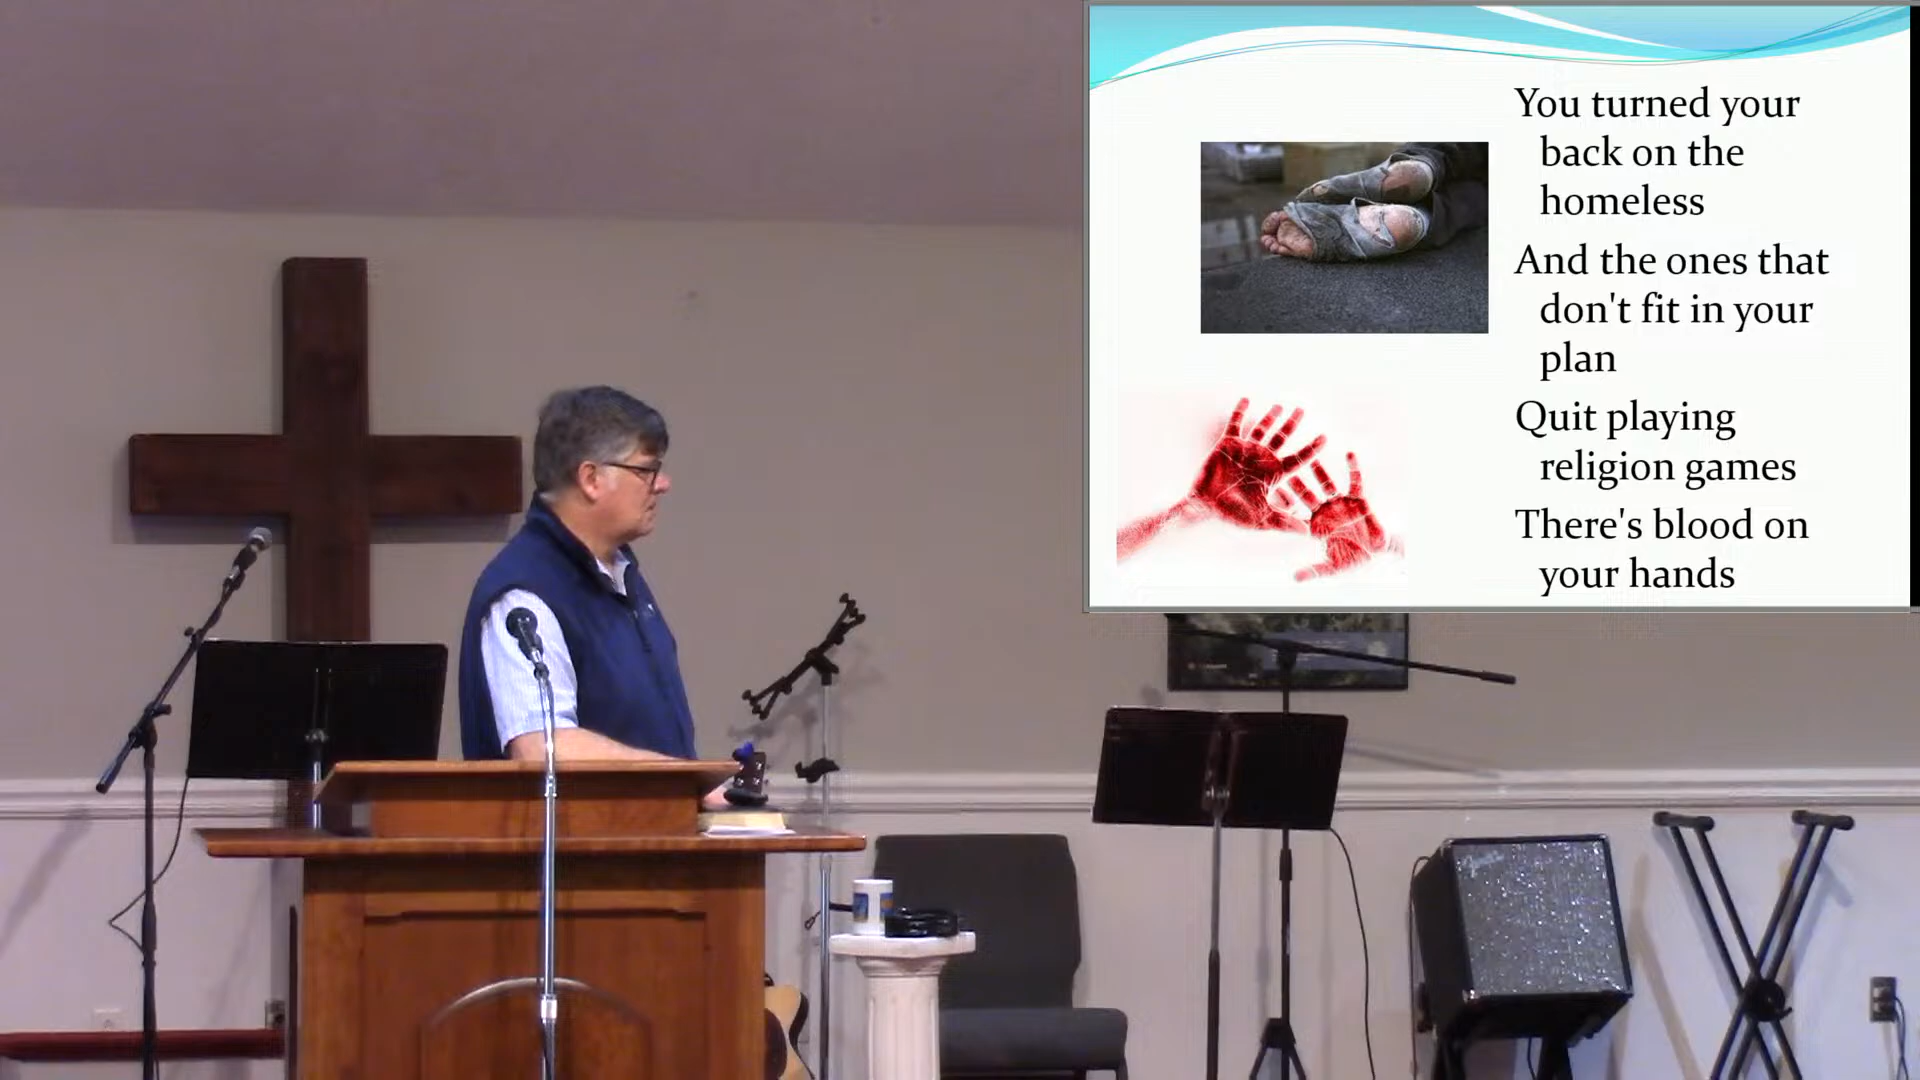 You turned your
back on the
homeless
And the ones that
don't fit in your
plan
Quit playing
religion games
There's blood on
your hands
Fender